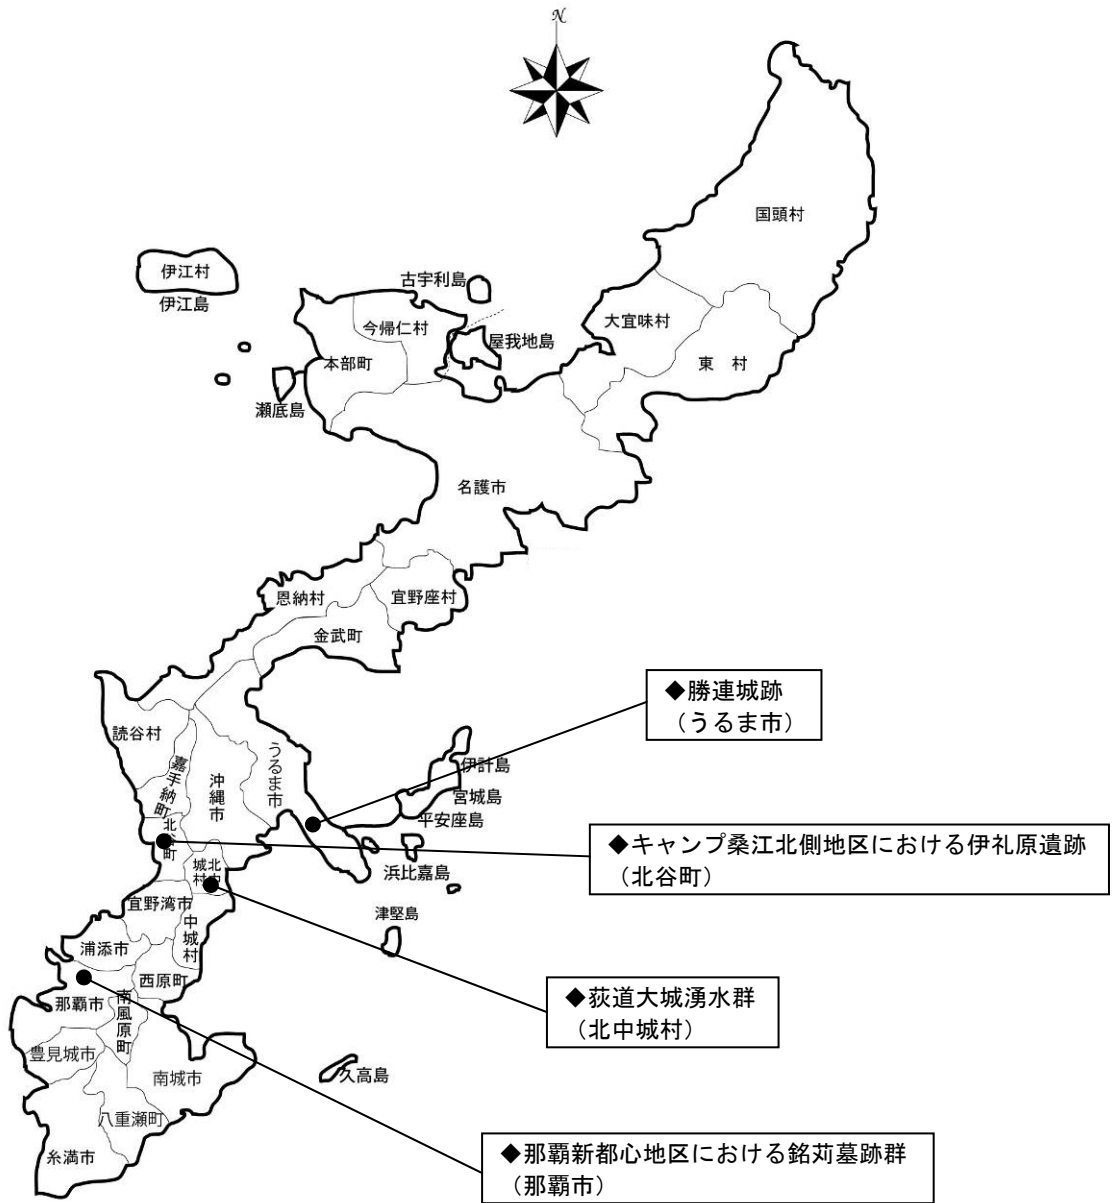 N
国頭村
伊江村
伊江島
古宇利島
今帰仁村
屋我地島
大宜味村
本部町
東 村
瀬底島
名護市
恩納村
宜野座村
金武町
◆勝連城跡
(うるま市)
読谷村
嘉手納町
沖縄市
うるま市
伊計島
宮城島
平安座島
北谷町
◆キャンプ桑江北側地区における伊礼原遺跡
(北谷町)
北中城村
浜比嘉島
宜野湾市
中城村
津堅島
浦添市
西原町
◆荻道大城湧水群
(北中城村)
那覇市
南風原町
豊見城市
南城市
久高島
八重瀬町
糸満市
◆那覇新都心地区における銘苅墓跡群
(那覇市)